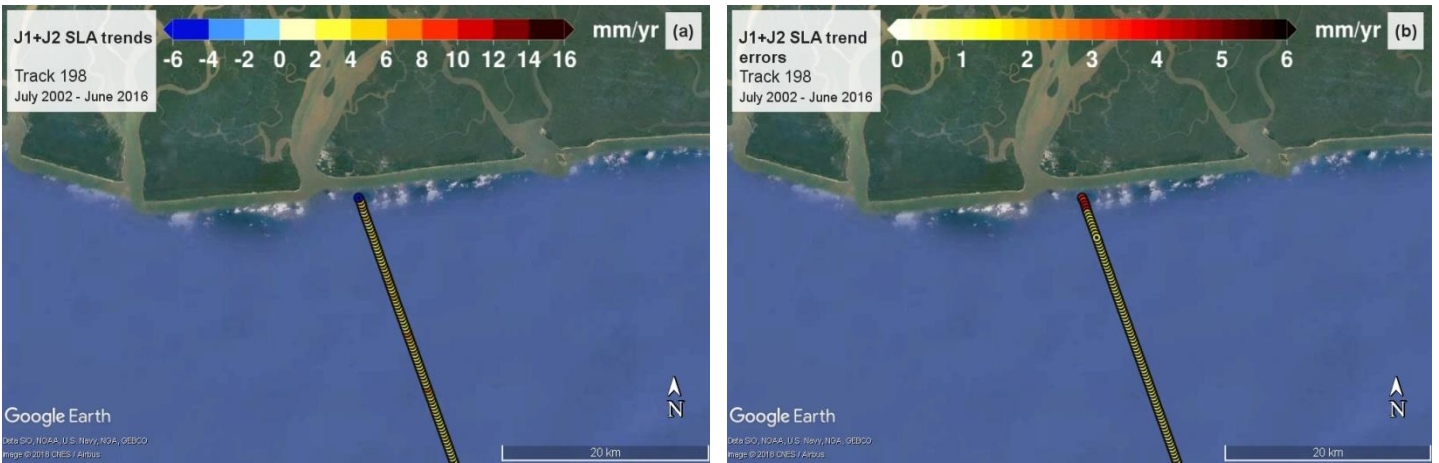 J1+J2 SLA trends
Track 198
July 2002 - June 2016
-6 -4 -2 0 2 4 6 8 10 12 14 16
mm/yr
(a)
Google Earth
Data SIO, NOAA, U.S. Navy, NGA, GEBCO
Image © 2018 CNES / Airbus
N
20 km
J1+J2 SLA trend
errors
Track 198
July 2002 - June 2016
0 1 2 3 4 5 6
mm/yr
(b)
Google Earth
Data SIO, NOAA, U.S. Navy, NGA, GEBCO
Image © 2018 CNES / Airbus
N
20 km